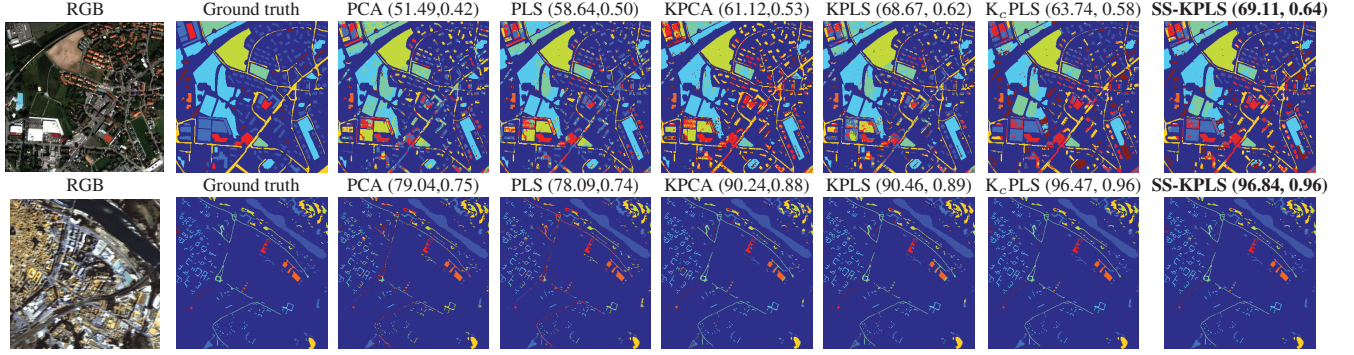 RGB Ground truth PCA (51.49,0.42) PLS (58.64,0.50) KPCA (61.12,0.53) KPLS (68.67, 0.62) KcPLS (63.74, 0.58) SS-KPLS (69.11, 0.64)
RGB Ground truth PCA (79.04,0.75) PLS (78.09,0.74) KPCA (90.24,0.88) KPLS (90.46, 0.89) KcPLS (96.47, 0.96) SS-KPLS (96.84, 0.96)